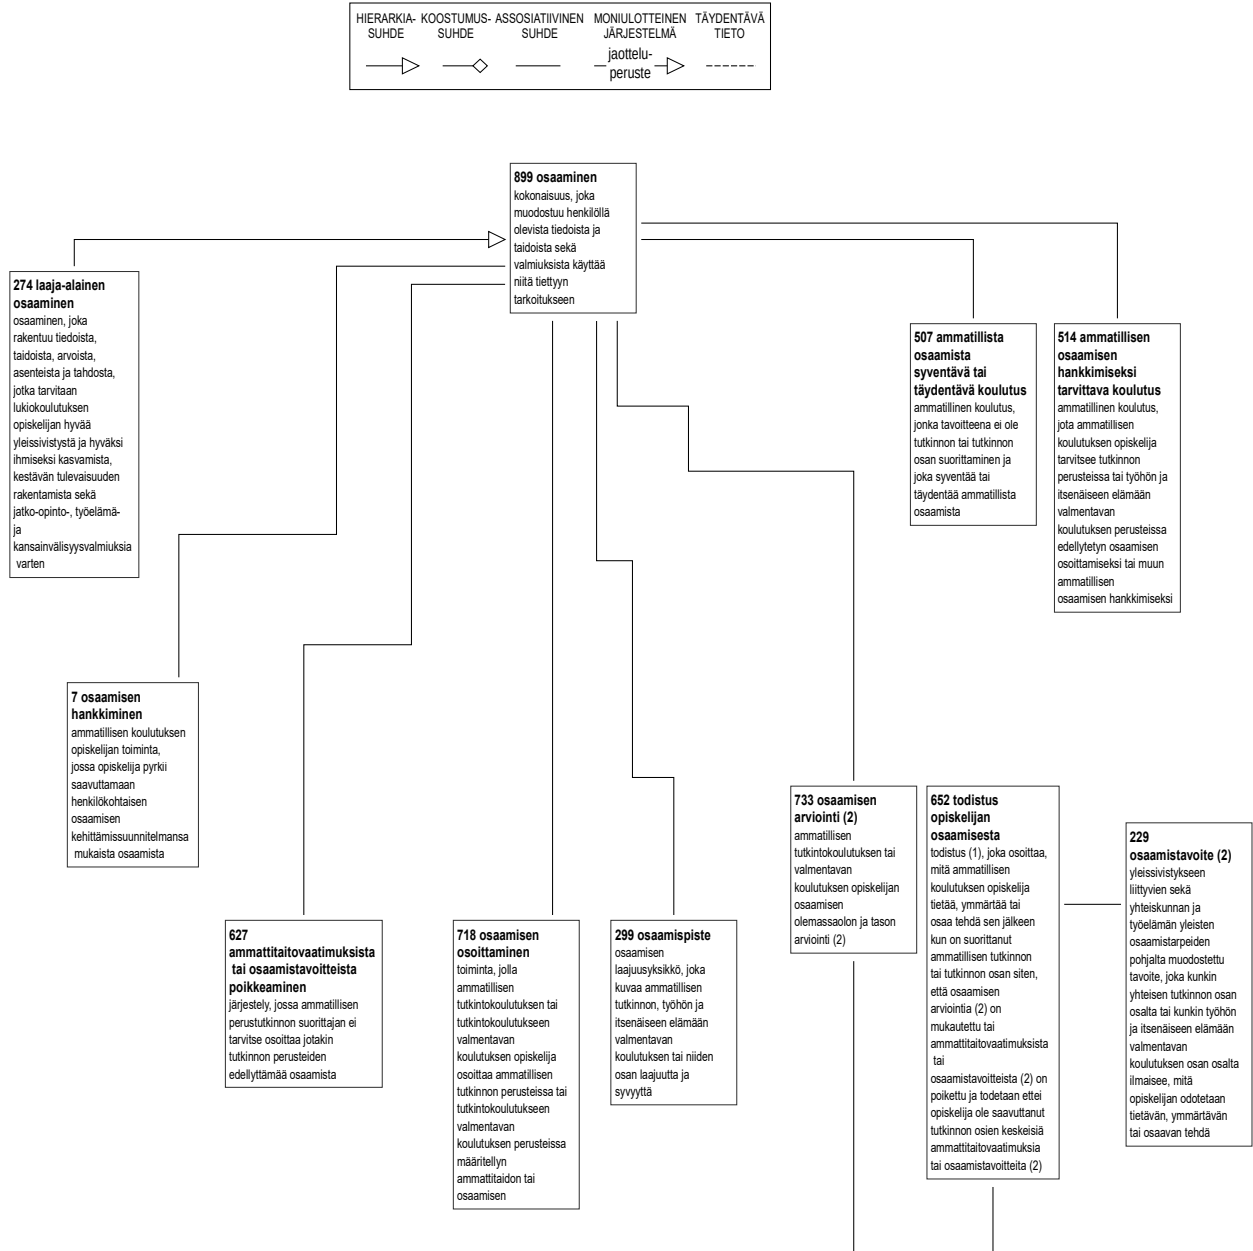 HIERARKIA-
SUHDE
KOOSTUMUS-
SUHDE
ASSOSIATIIVINEN
SUHDE
MONIULOTTEINEN
JÄRJESTELMÄ
TÄYDENTÄVÄ
TIETO
jaottelu-
peruste
899 osaaminen
kokonaisuus, joka
muodostuu henkilöllä
olevista tiedoista ja
taidoista sekä
valmiuksista käyttää
niitä tiettyyn
tarkoitukseen
274 laaja-alainen
osaaminen
osaaminen, joka
rakentuu tiedoista,
taidoista, arvoista,
asenteista ja tahdosta,
jotka tarvitaan
lukiokoulutuksen
opiskelijan hyvää
yleissivistystä ja hyväksi
ihmiseksi kasvamista,
kestävän tulevaisuuden
rakentamista sekä
jatko-opinto-, työelämä-
ja
kansainvälisyysvalmiuksia
varten
507 ammatillista
osaamista
syventävä tai
täydentävä koulutus
ammatillinen koulutus,
jonka tavoitteena ei ole
tutkinnon tai tutkinnon
osan suorittaminen ja
joka syventää tai
täydentää ammatillista
osaamista
514 ammatillisen
osaamisen
hankkimiseksi
tarvittava koulutus
ammatillinen koulutus,
jota ammatillisen
koulutuksen opiskelija
tarvitsee tutkinnon
perusteissa tai työhön ja
itsenäiseen elämään
valmentavan
koulutuksen perusteissa
edellytetyn osaamisen
osoittamiseksi tai muun
ammatillisen
osaamisen hankkimiseksi
7 osaamisen
hankkiminen
ammatillisen koulutuksen
opiskelijan toiminta,
jossa opiskelija pyrkii
saavuttamaan
henkilökohtaisen
osaamisen
kehittämissuunnitelmansa
mukaista osaamista
627
ammattitaitovaatimuksista
tai osaamistavoitteista
poikkeaminen
järjestely, jossa ammatillisen
perustutkinnon suorittajan ei
tarvitse osoittaa jotakin
tutkinnon perusteiden
edellyttämää osaamista
718 osaamisen
osoittaminen
toiminta, jolla
ammatillisen
tutkintokoulutuksen tai
tutkintokoulutukseen
valmentavan
koulutuksen opiskelija
osoittaa ammatillisen
tutkinnon perusteissa tai
tutkintokoulutukseen
valmentavan
koulutuksen perusteissa
määritellyn
ammattitaidon tai
osaamisen
299 osaamispiste
osaamisen
laajuusyksikkö, joka
kuvaa ammatillisen
tutkinnon, työhön ja
itsenäiseen elämään
valmentavan
koulutuksen tai niiden
osan laajuutta ja
syvyyttä
733 osaamisen
arviointi (2)
ammatillisen
tutkintokoulutuksen tai
valmentavan
koulutuksen opiskelijan
osaamisen
olemassaolon ja tason
arviointi (2)
652 todistus
opiskelijan
osaamisesta
todistus (1), joka osoittaa,
mitä ammatillisen
koulutuksen opiskelija
tietää, ymmärtää tai
osaa tehdä sen jälkeen
kun on suorittanut
ammatillisen tutkinnon
tai tutkinnon osan siten,
että osaamisen
arviointia (2) on
mukautettu tai
ammattitaitovaatimuksista
tai
osaamistavoitteista (2) on
poikettu ja todetaan ettei
opiskelija ole saavuttanut
tutkinnon osien keskeisiä
ammattitaitovaatimuksia
tai osaamistavoitteita (2)
229
osaamistavoite (2)
yleissivistykseen
liittyvien sekä
yhteiskunnan ja
työelämän yleisten
osaamistarpeiden
pohjalta muodostettu
tavoite, joka kunkin
yhteisen tutkinnon osan
osalta tai kunkin työhön
ja itsenäiseen elämään
valmentavan
koulutuksen osan osalta
ilmaisee, mitä
opiskelijan odotetaan
tietävän, ymmärtävän
tai osaavan tehdä